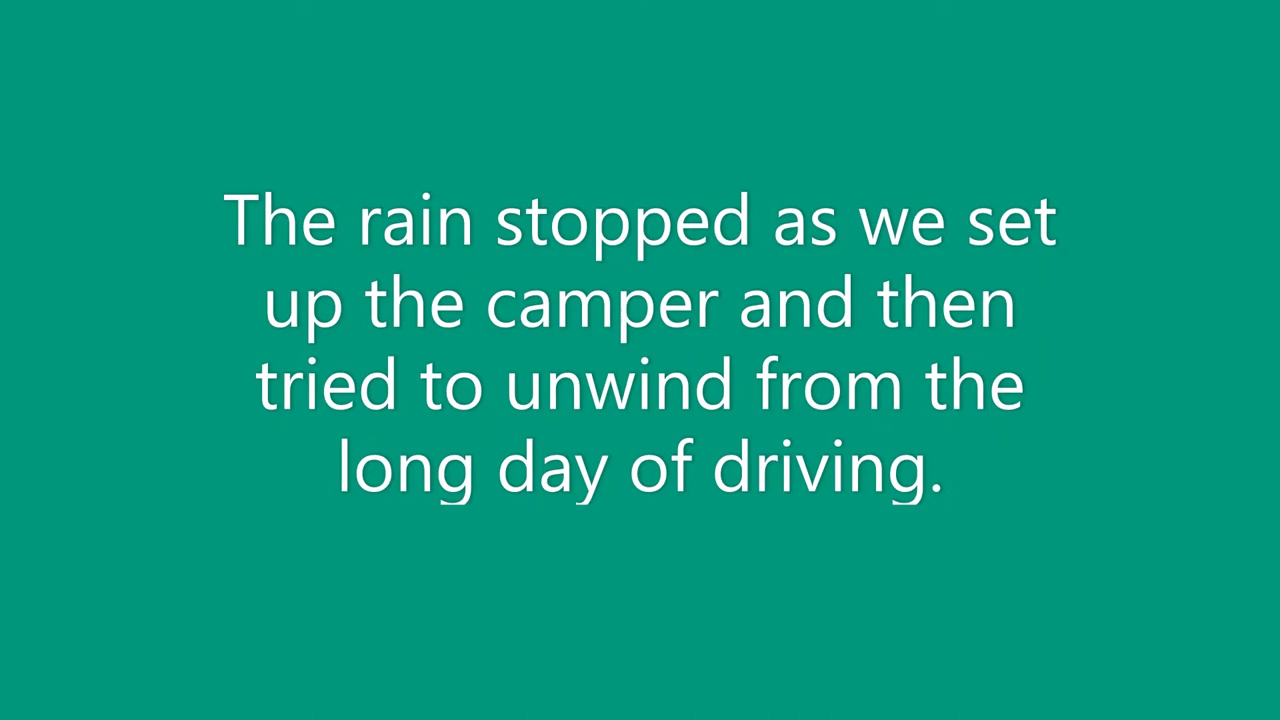 The rain stopped as we set
up the camper and then
tried to unwind from the
long day of driving.